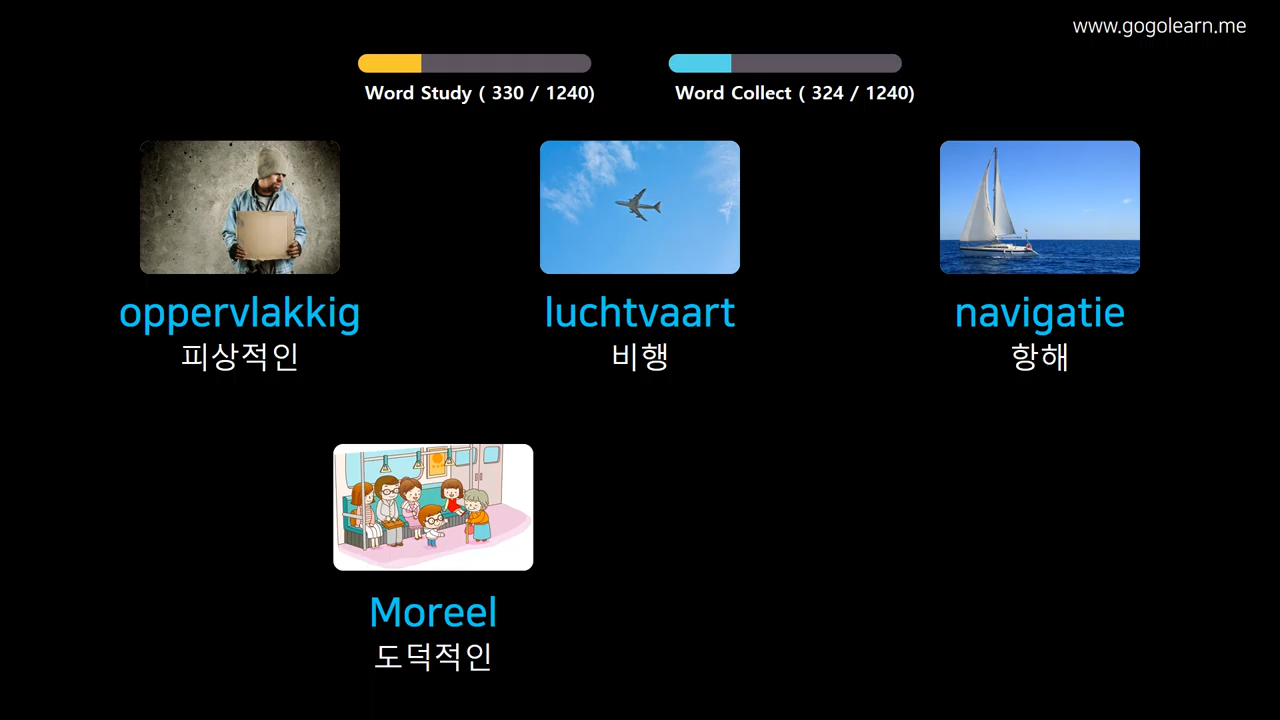 www.gogolearn.me
Word Study ( 330 / 1240)
Word Collect ( 324 / 1240)
oppervlakkig
피상적인
luchtvaart
비행
navigatie
항해
Moreel
도덕적인